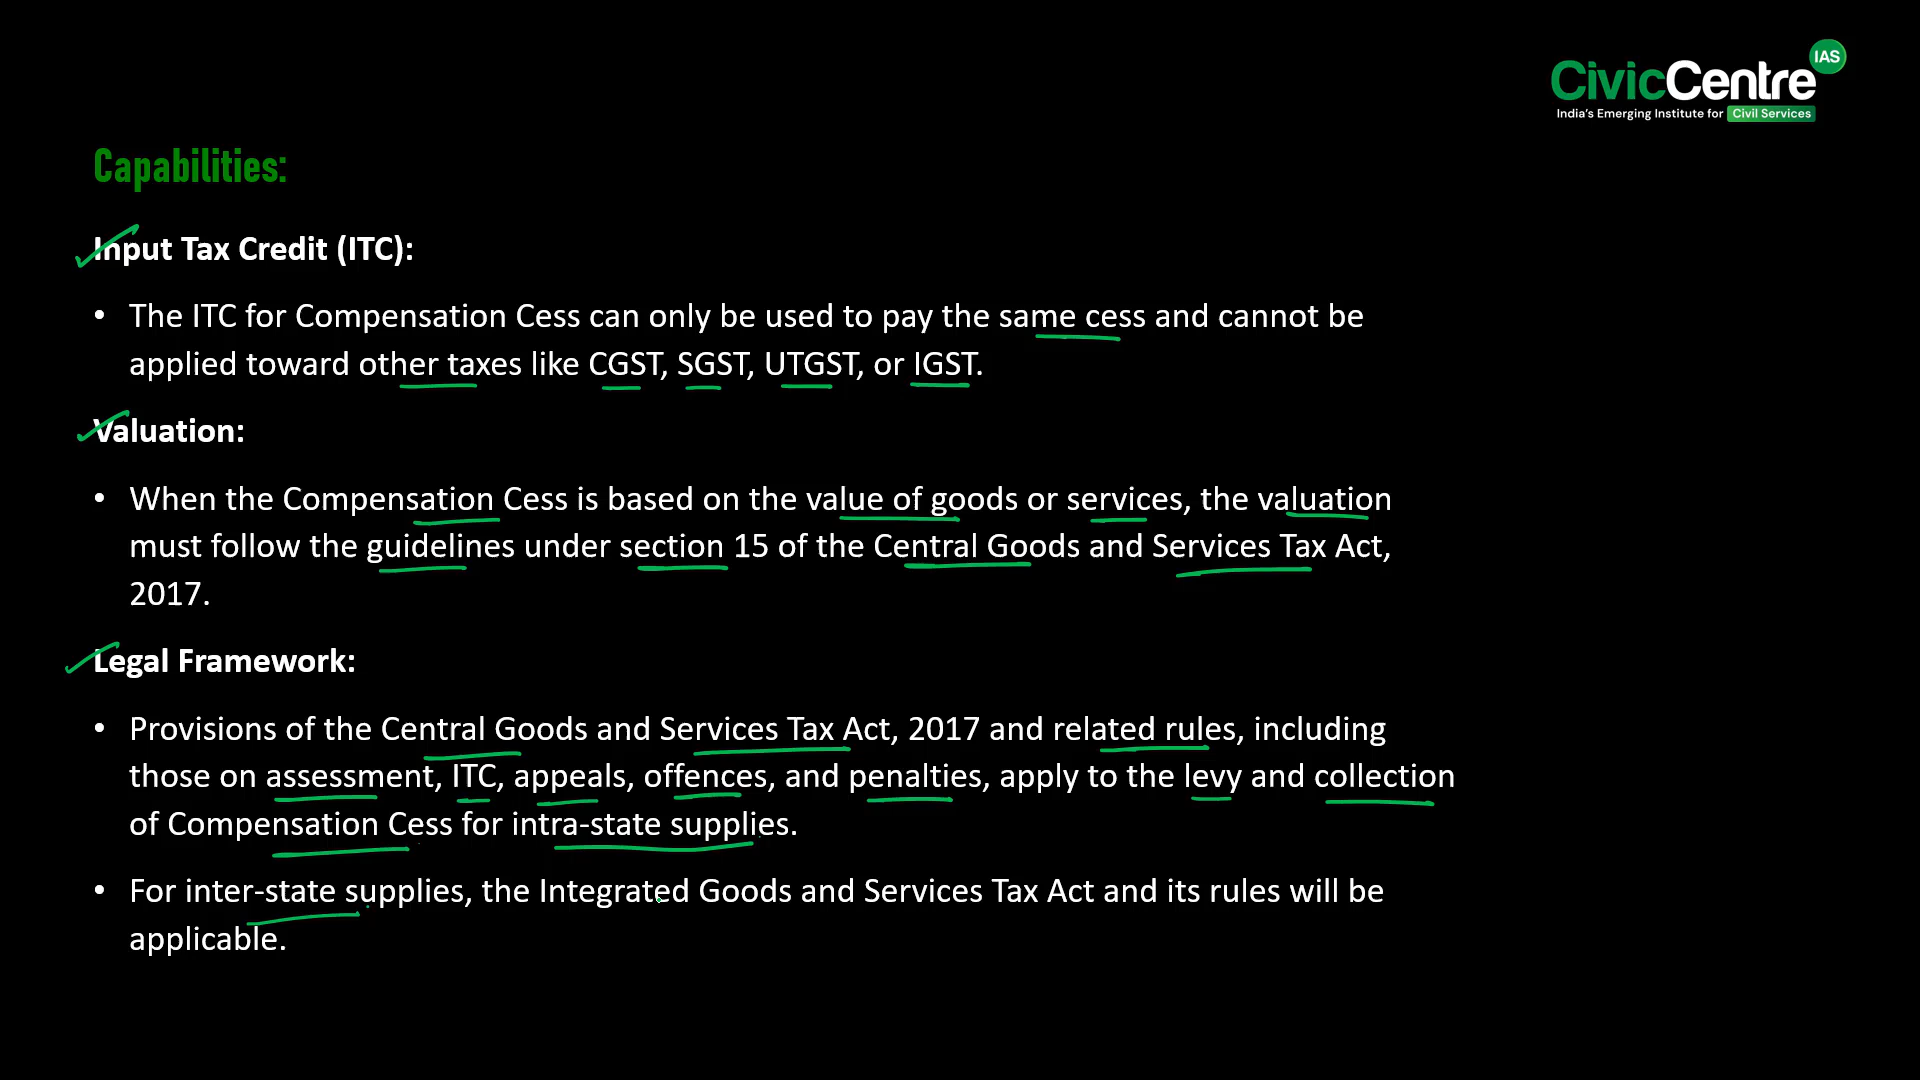 CivicCentre IAS
India's Emerging Institute for Civil Services
Capabilities:
Input Tax Credit (ITC):
• The ITC for Compensation Cess can only be used to pay the same cess and cannot be
applied toward other taxes like CGST, SGST, UTGST, or IGST.
Valuation:
• When the Compensation Cess is based on the value of goods or services, the valuation
must follow the guidelines under section 15 of the Central Goods and Services Tax Act,
2017.
Legal Framework:
• Provisions of the Central Goods and Services Tax Act, 2017 and related rules, including
those on assessment, ITC, appeals, offences, and penalties, apply to the levy and collection
of Compensation Cess for intra-state supplies.
• For inter-state supplies, the Integrated Goods and Services Tax Act and its rules will be
applicable.